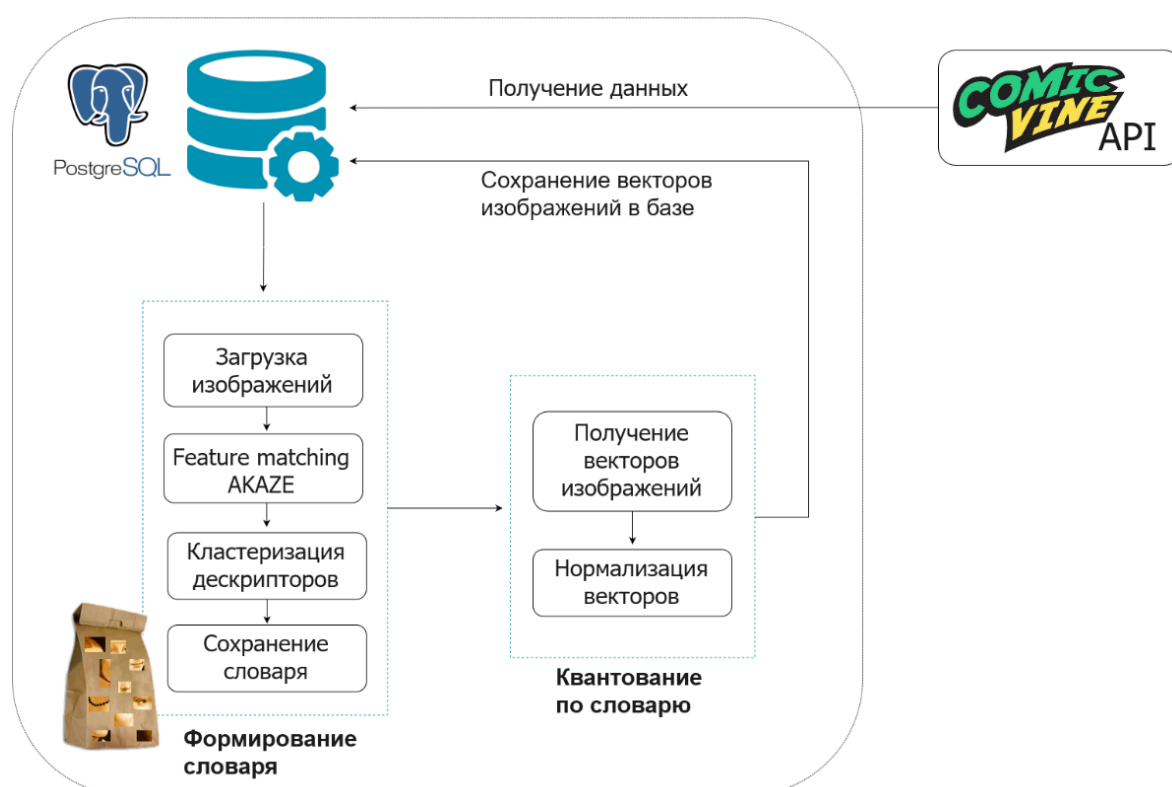 PostgreSQL
Получение данных
COMIC
VINE
API
Сохранение векторов
изображений в базе
Загрузка
изображений
Feature matching
AKAZE
Кластеризация
дескрипторов
Сохранение
словаря
Формирование
словаря
Получение
векторов
изображений
Нормализация
векторов
Квантование
по словарю